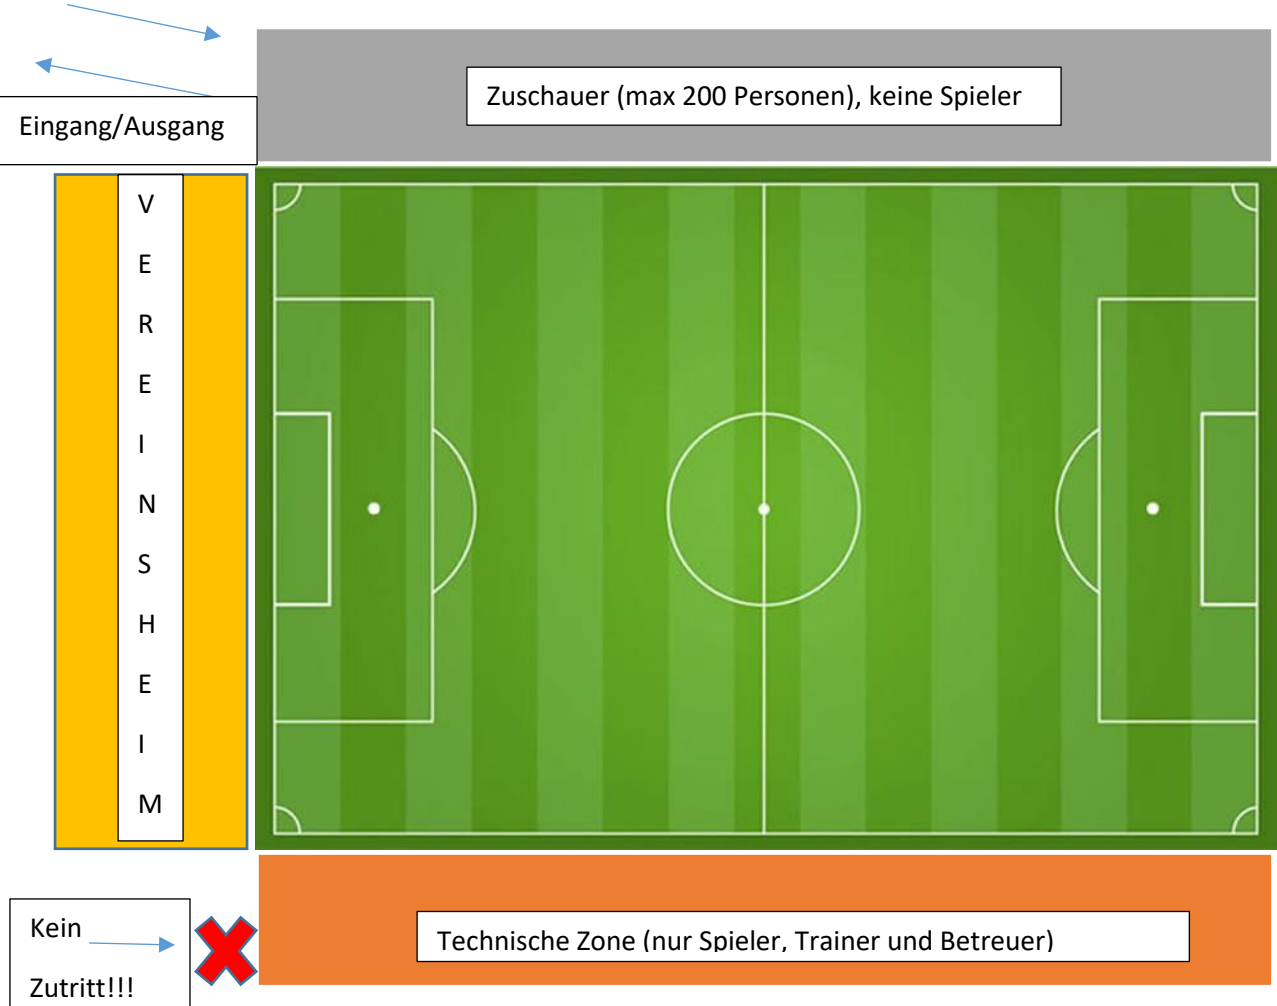 Zuschauer (max 200 Personen), keine Spieler
Eingang/Ausgang
V
E
R
E
I
N
S
H
E
I
M
Kein
Zutritt!!!
Technische Zone (nur Spieler, Trainer und Betreuer)